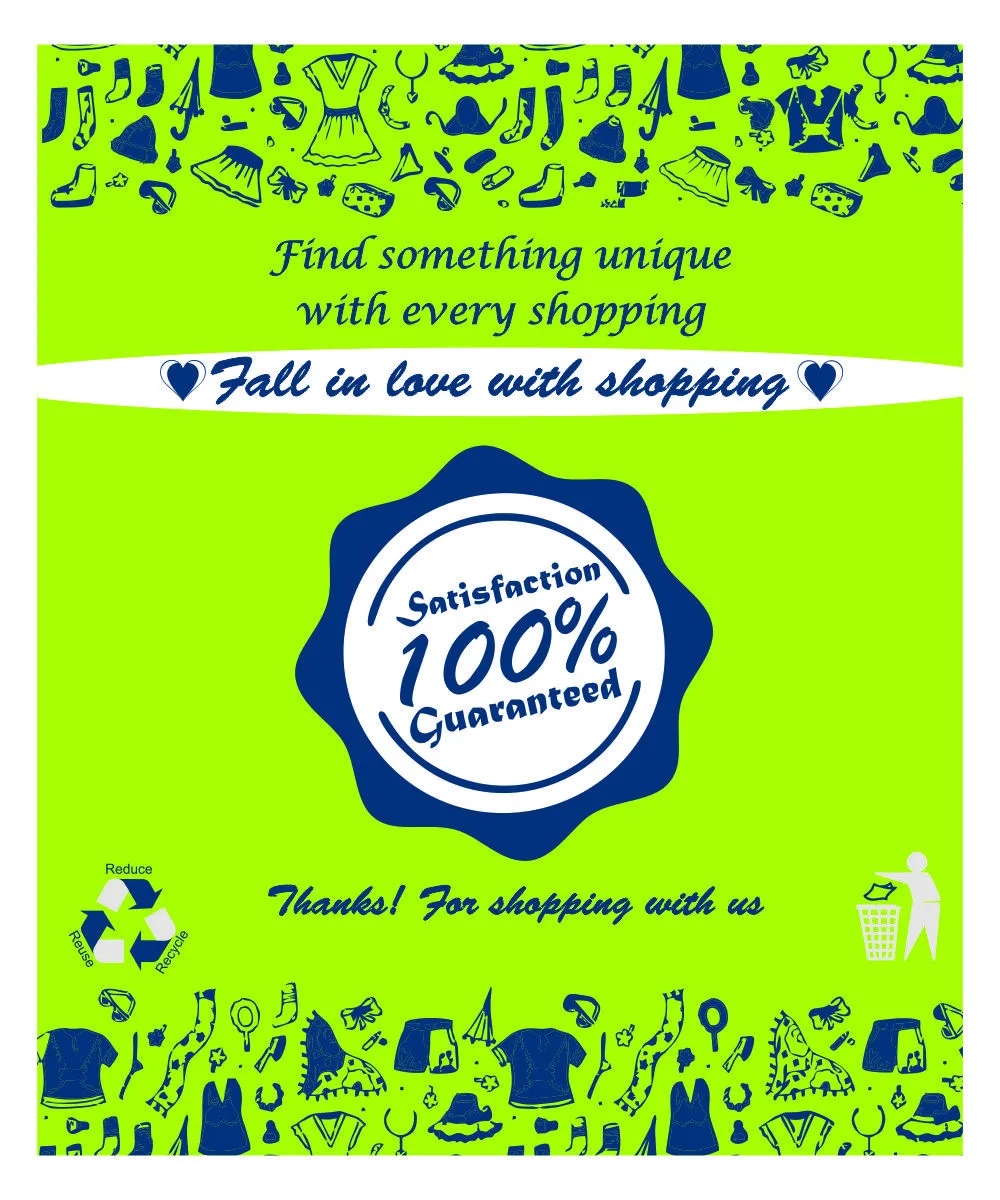 Find something unique
with every shopping
Fall in love with shopping
Satisfaction
100%
Guaranteed
Reduce
Reuse
Recycle
Thanks! For shopping with us